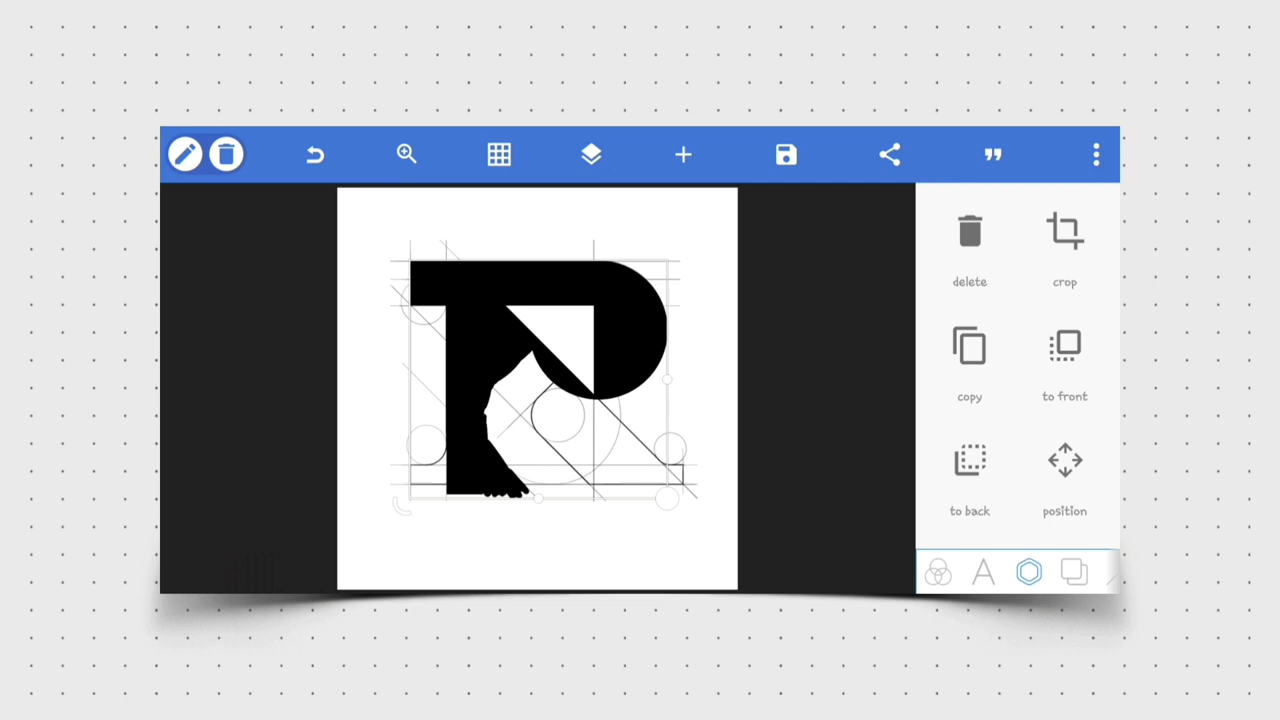 delete
crop
copy
to front
to back
position